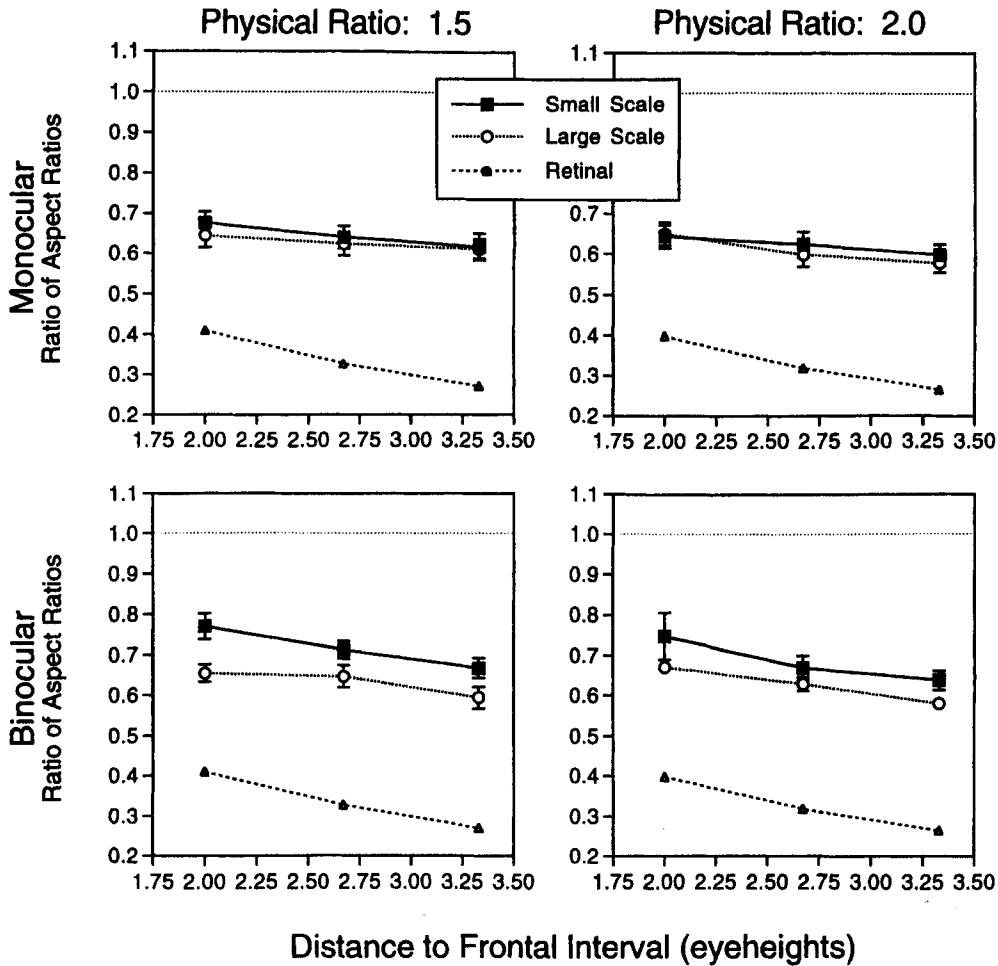 Physical Ratio: 1.5
Physical Ratio: 2.0
Monocular
Ratio of Aspect Ratios
1.1
1.0
0.9
0.8
0.7
0.6
0.5
0.4
0.3
0.2
1.75 2.00 2.25 2.50 2.75 3.00 3.25 3.50
1.1
0.7
0.6
0.5
0.4
0.3
0.2
1.75 2.00 2.25 2.50 2.75 3.00 3.25 3.50
Small Scale
Large Scale
Retinal
Binocular
Ratio of Aspect Ratios
1.1
1.0
0.9
0.8
0.7
0.6
0.5
0.4
0.3
0.2
1.75 2.00 2.25 2.50 2.75 3.00 3.25 3.50
1.1
1.0
0.9
0.8
0.7
0.6
0.5
0.4
0.3
0.2
1.75 2.00 2.25 2.50 2.75 3.00 3.25 3.50
Distance to Frontal Interval (eyeheights)